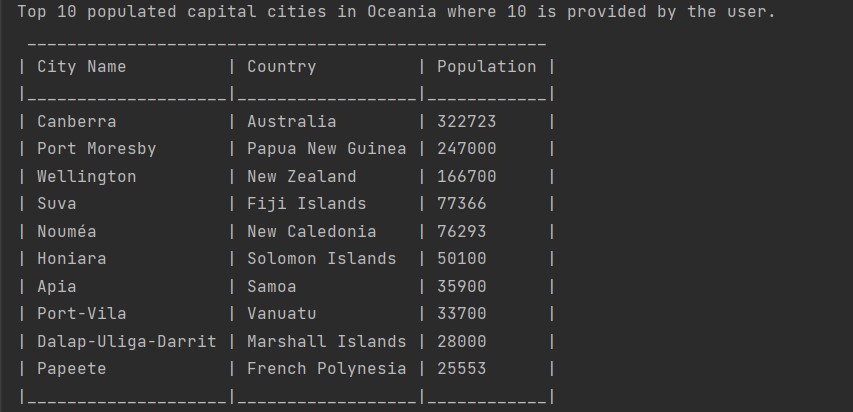 Top 10 populated capital cities in Oceania where 10 is provided by the user.
 ____________________________________________________
| City Name          | Country          | Population |
|____________________|__________________|____________|
| Canberra           | Australia        | 322723     |
| Port Moresby       | Papua New Guinea | 247000     |
| Wellington         | New Zealand      | 166700     |
| Suva               | Fiji Islands     | 77366      |
| Nouméa             | New Caledonia    | 76293      |
| Honiara            | Solomon Islands  | 50100      |
| Apia               | Samoa            | 35900      |
| Port-Vila          | Vanuatu          | 33700      |
| Dalap-Uliga-Darrit | Marshall Islands | 28000      |
| Papeete            | French Polynesia | 25553      |
|____________________|__________________|____________|